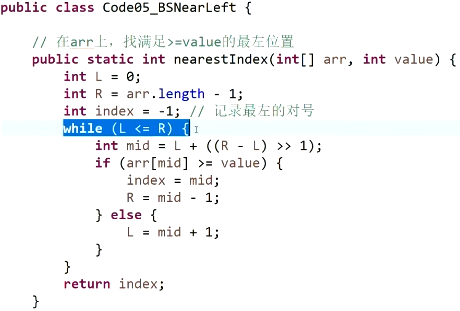 public class Code05_BSNearLeft {
// 在arr上，找满足>=value的最左位置
public static int nearestIndex(int[] arr, int value) {
int L = 0;
int R = arr.length - 1;
int index = -1; // 记录最左的对号
while (L <= R) {
int mid = L + ((R - L) >> 1);
if (arr[mid] >= value) {
index = mid;
R = mid - 1;
} else {
L = mid + 1;
}
}
return index;
}